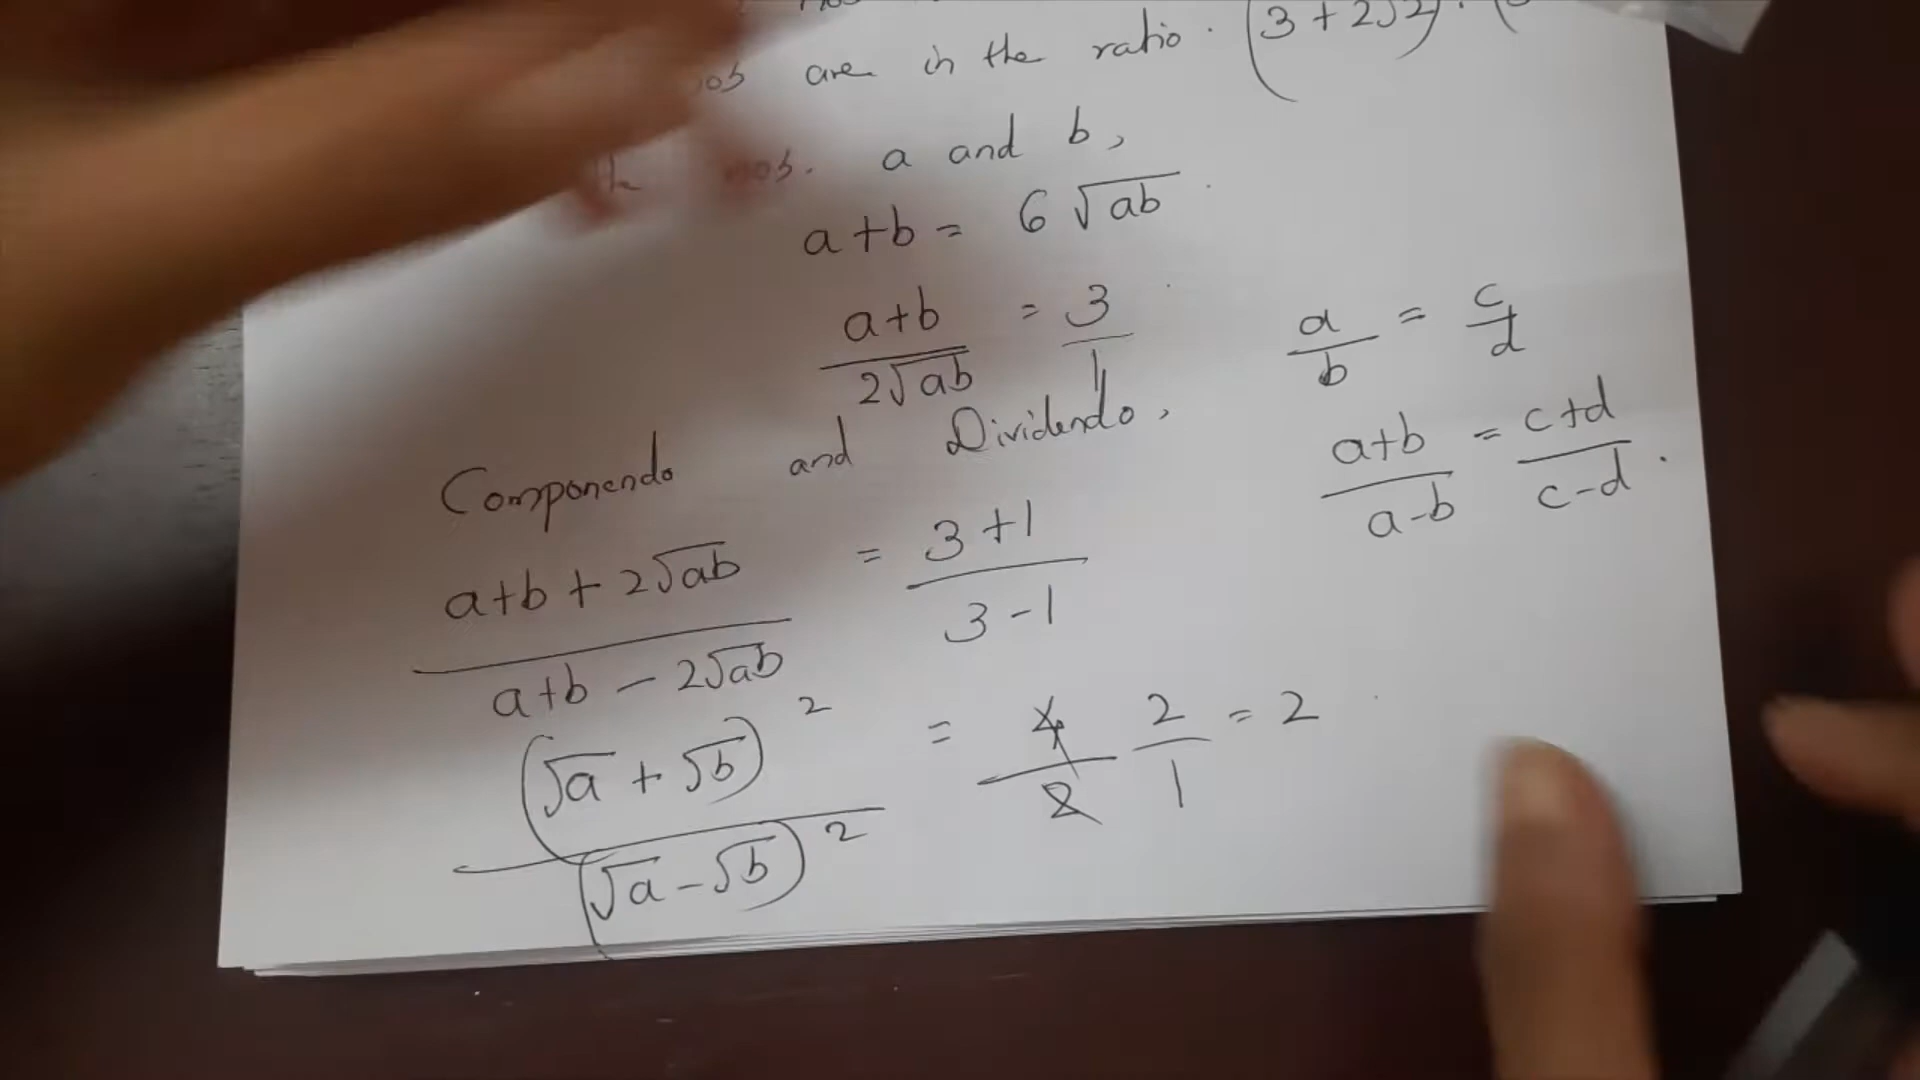 are in the ratio. (3 + 2√2) :
nos. a and b,
a+b = 6√ab.
(a+b)/(2√ab) = 3/1
a/b = c/d
Componendo and Dividendo,
(a+b)/(a-b) = (c+d)/(c-d).
(a+b + 2√ab)/(a+b - 2√ab) = (3+1)/(3-1)
(√a + √b)²/(√a - √b)² = 4/2 2/1 = 2